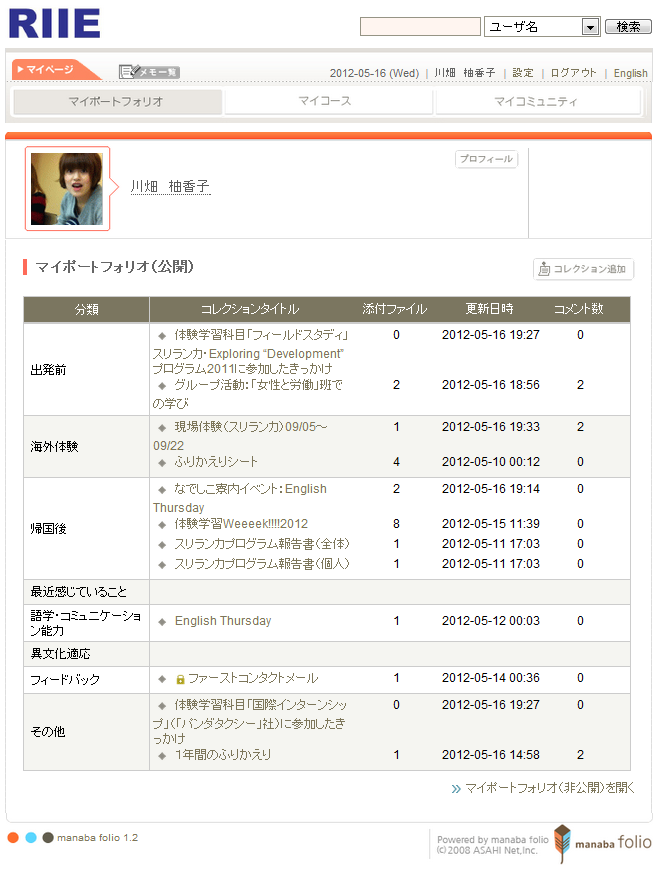 RIIE
ユーザ名 検索
マイページ メモ一覧 2012-05-16 (Wed) | 川畑 柚香子 | 設定 | ログアウト | English
マイポートフォリオ マイコース マイコミュニティ
プロフィール
川畑 柚香子
マイポートフォリオ(公開)
コレクション追加
分類 コレクションタイトル 添付ファイル 更新日時 コメント数
出発前
◆ 体験学習科目「フィールドスタディ」 0 2012-05-16 19:27 0
スリランカ・Exploring “Development”
プログラム2011に参加したきっかけ
◆ グループ活動:「女性と労働」班で 2 2012-05-16 18:56 2
の学び
海外体験
◆ 現場体験(スリランカ)09/05～ 1 2012-05-16 19:33 2
09/22
◆ ふりかえりシート 4 2012-05-10 00:12 0
帰国後
◆ なでしこ寮内イベント: English 2 2012-05-16 19:14 0
Thursday
◆ 体験学習Weeeek!!!!2012 8 2012-05-15 11:39 0
◆ スリランカプログラム報告書(全体) 1 2012-05-11 17:03 0
◆ スリランカプログラム報告書(個人) 1 2012-05-11 17:03 0
最近感じていること
語学・コミュニケーショ
ン能力
◆ English Thursday 1 2012-05-12 00:03 0
異文化適応
フィードバック ◆ ファーストコンタクトメール 1 2012-05-14 00:36 0
その他
◆ 体験学習科目「国際インターンシッ 0 2012-05-16 19:27 0
プ」(「パンダタクシー」社)に参加したき
っかけ
◆ 1年間のふりかえり 1 2012-05-16 14:58 2
» マイポートフォリオ(非公開)を開く
manaba folio 1.2
Powered by manaba folio
(C)2008 ASAHI Net,Inc.
manaba folio